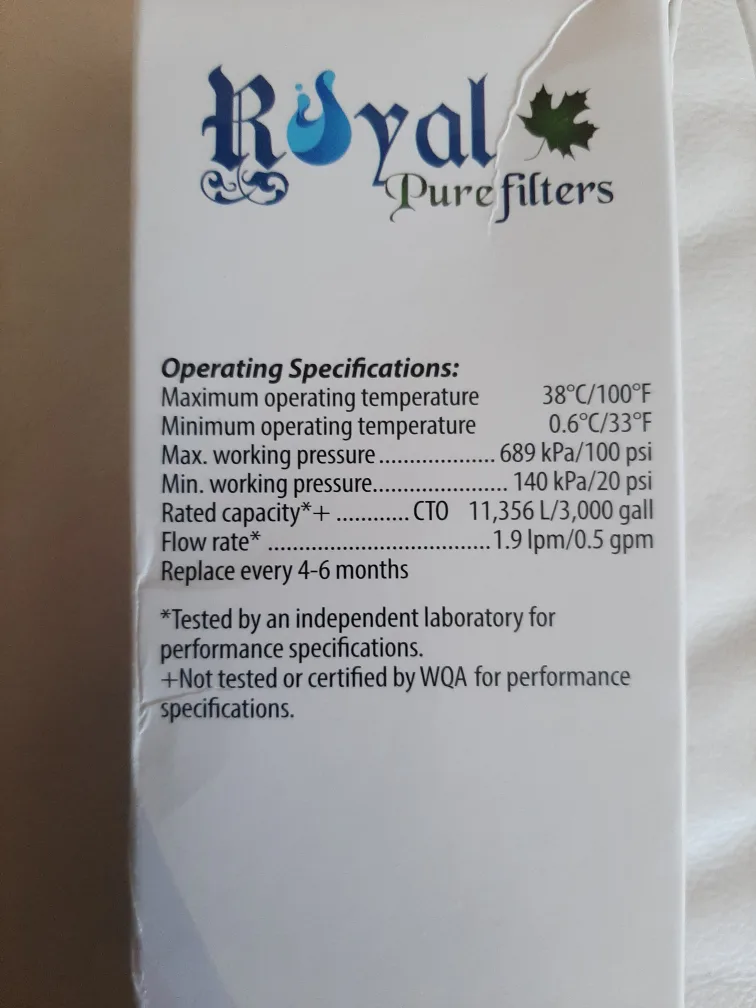 Royal
Purefilters
Operating Specifications:
Maximum operating temperature 38°C/100°F
Minimum operating temperature 0.6°C/33°F
Max. working pressure................... 689 kPa/100 psi
Min. working pressure....................... 140 kPa/20 psi
Rated capacity*+ ............ CTO 11,356 L/3,000 gall
Flow rate* .....................................1.9 lpm/0.5 gpm
Replace every 4-6 months
*Tested by an independent laboratory for
performance specifications.
+Not tested or certified by WQA for performance
specifications.